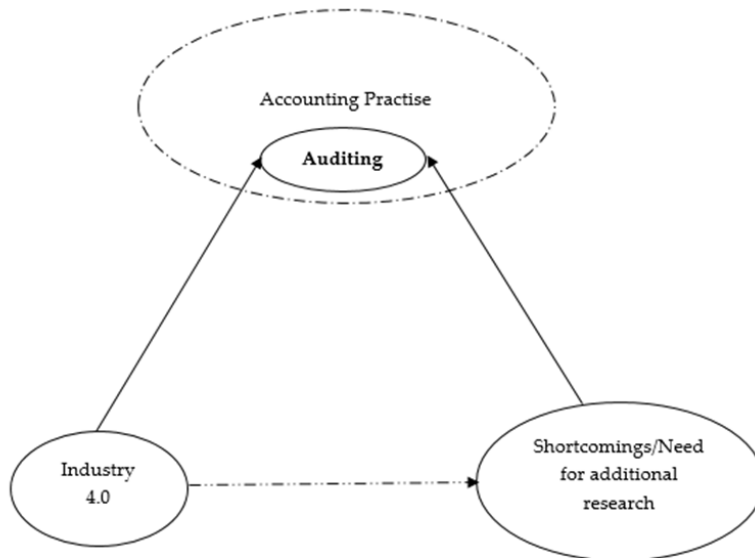 Accounting Practise
Auditing
Industry
4.0
Shortcomings/Need
for additional
research